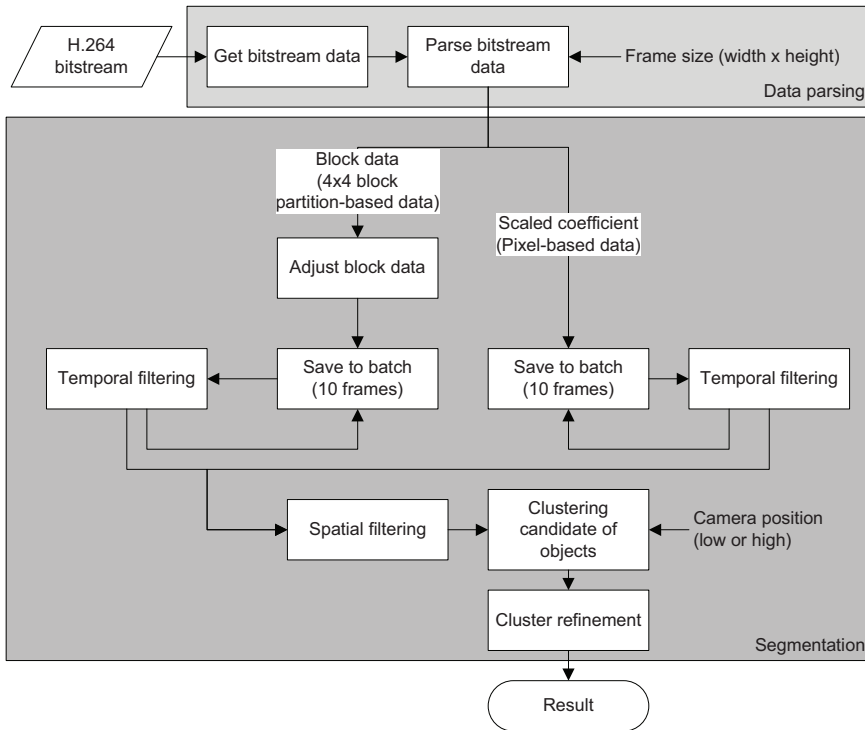 H.264
bitstream
Get bitstream data
Parse bitstream
data
Frame size (width x height)
Data parsing
Block data
(4x4 block
partition-based data)
Scaled coefficient
(Pixel-based data)
Adjust block data
Temporal filtering
Save to batch
(10 frames)
Save to batch
(10 frames)
Temporal filtering
Spatial filtering
Clustering
candidate of
objects
Camera position
(low or high)
Cluster refinement
Segmentation
Result